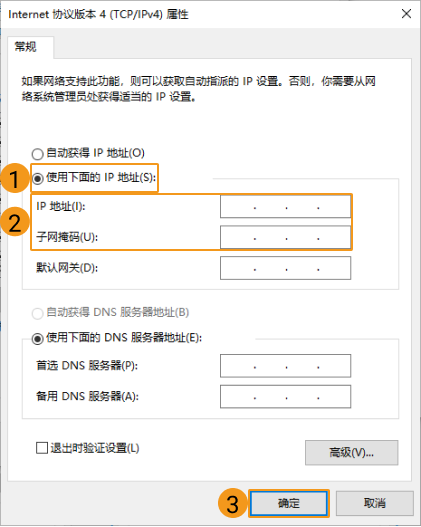 Internet 协议版本 4 (TCP/IPv4) 属性
常规
如果网络支持此功能，则可以获取自动指派的 IP 设置。否则，你需要从网
络系统管理员处获得适当的 IP 设置。
自动获得 IP 地址(O)
1 使用下面的 IP 地址(S):
2
IP 地址(I): . . .
子网掩码(U): . . .
默认网关(D): . . .
自动获得 DNS 服务器地址(B)
使用下面的 DNS 服务器地址(E):
首选 DNS 服务器(P): . . .
备用 DNS 服务器(A): . . .
退出时验证设置(L)
高级(V)...
3 确定 取消